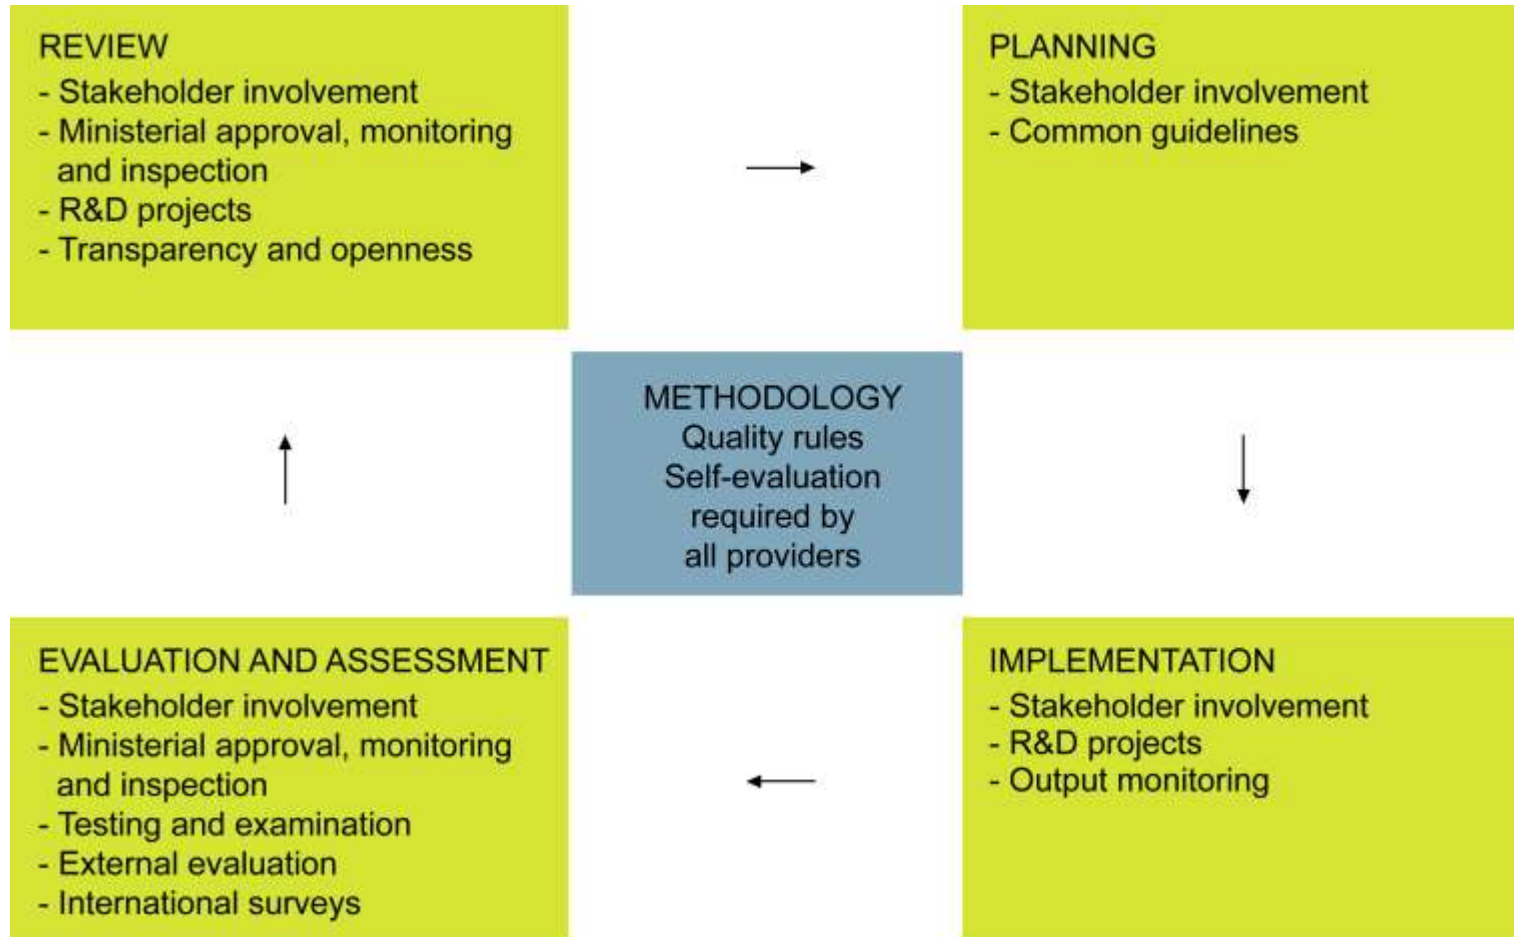 REVIEW
- Stakeholder involvement
- Ministerial approval, monitoring
and inspection
- R&D projects
- Transparency and openness
PLANNING
- Stakeholder involvement
- Common guidelines
METHODOLOGY
Quality rules
Self-evaluation
required by
all providers
EVALUATION AND ASSESSMENT
- Stakeholder involvement
- Ministerial approval, monitoring
and inspection
- Testing and examination
- External evaluation
- International surveys
IMPLEMENTATION
- Stakeholder involvement
- R&D projects
- Output monitoring